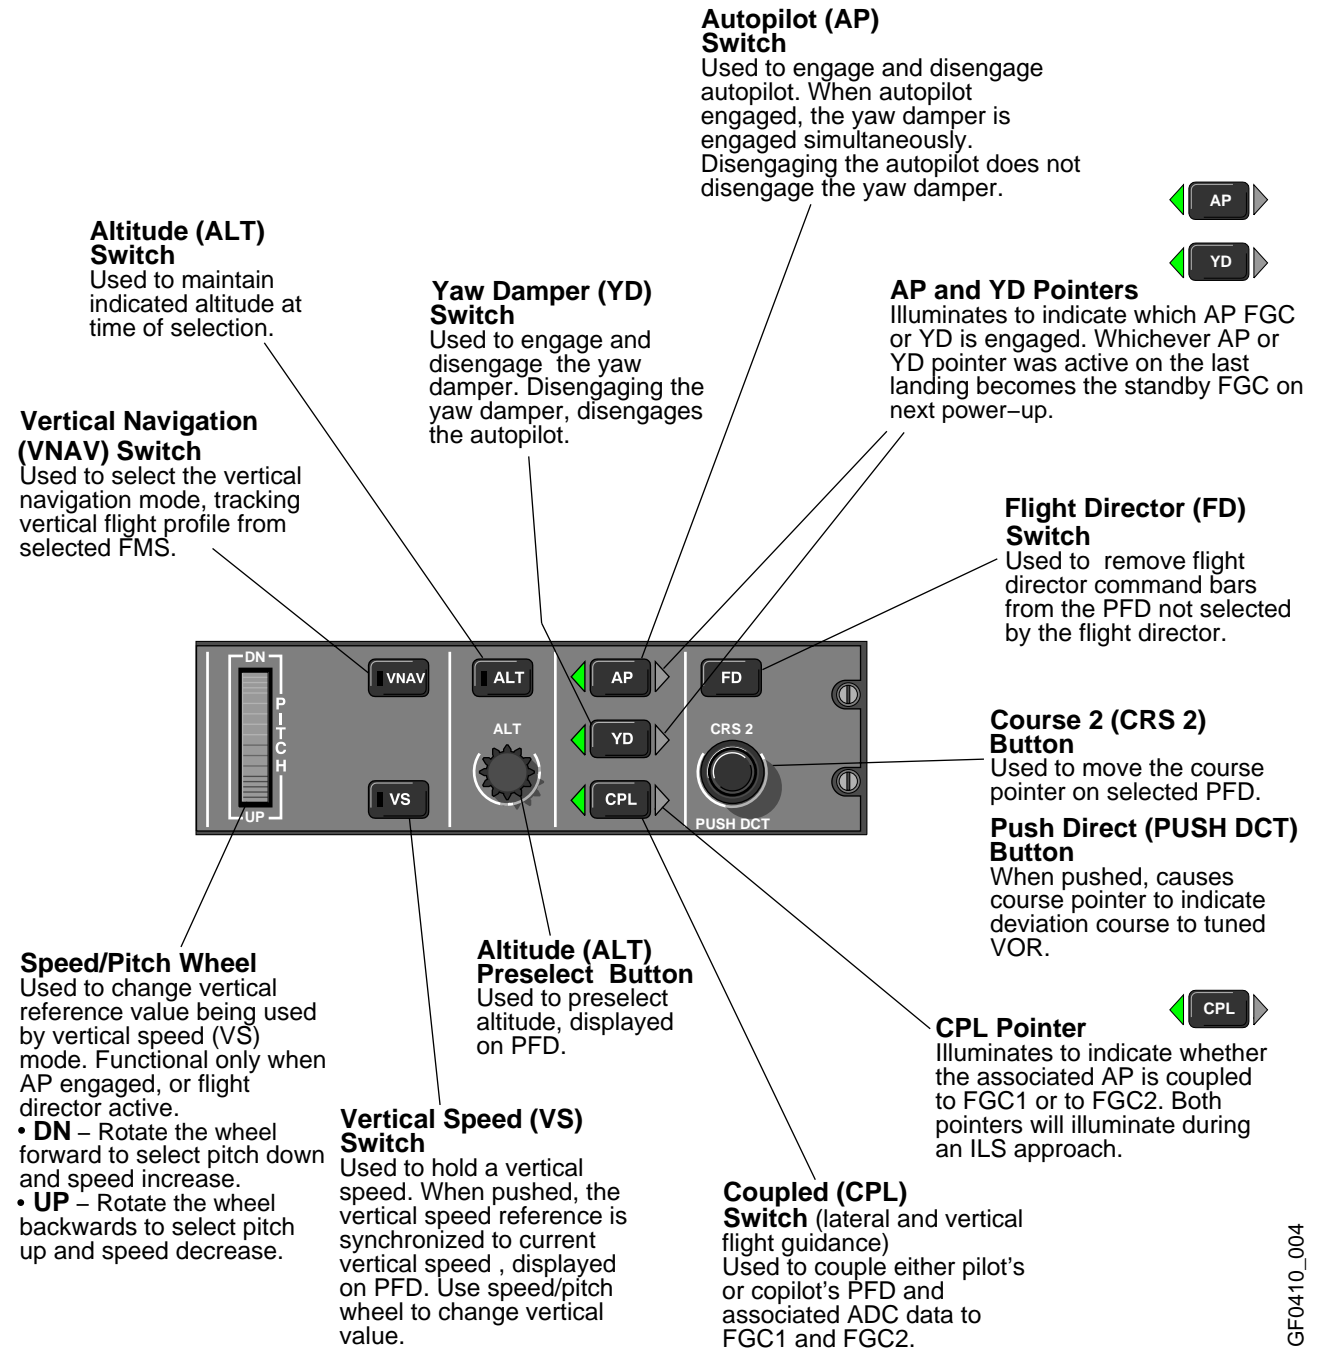 Autopilot (AP)
Switch
Used to engage and disengage
autopilot. When autopilot
engaged, the yaw damper is
engaged simultaneously.
Disengaging the autopilot does not
disengage the yaw damper.
AP
YD
Altitude (ALT)
Switch
Used to maintain
indicated altitude at
time of selection.
Yaw Damper (YD)
Switch
Used to engage and
disengage  the yaw
damper. Disengaging the
yaw damper, disengages
the autopilot.
AP and YD Pointers
Illuminates to indicate which AP FGC
or YD is engaged. Whichever AP or
YD pointer was active on the last
landing becomes the standby FGC on
next power–up.
Vertical Navigation
(VNAV) Switch
Used to select the vertical
navigation mode, tracking
vertical flight profile from
selected FMS.
Flight Director (FD)
Switch
Used to  remove flight
director command bars
from the PFD not selected
by the flight director.
DN
PITCH
UP
VNAV
VS
ALT
ALT
AP
YD
CPL
FD
CRS 2
PUSH DCT
Course 2 (CRS 2)
Button
Used to move the course
pointer on selected PFD.
Push Direct (PUSH DCT)
Button
When pushed, causes
course pointer to indicate
deviation course to tuned
VOR.
Speed/Pitch Wheel
Used to change vertical
reference value being used
by vertical speed (VS)
mode. Functional only when
AP engaged, or flight
director active.
• DN – Rotate the wheel
forward to select pitch down
and speed increase.
• UP – Rotate the wheel
backwards to select pitch
up and speed decrease.
Altitude (ALT)
Preselect  Button
Used to preselect
altitude, displayed
on PFD.
CPL
CPL Pointer
Illuminates to indicate whether
the associated AP is coupled
to FGC1 or to FGC2. Both
pointers will illuminate during
an ILS approach.
Vertical Speed (VS)
Switch
Used to hold a vertical
speed. When pushed, the
vertical speed reference is
synchronized to current
vertical speed , displayed
on PFD. Use speed/pitch
wheel to change vertical
value.
Coupled (CPL)
Switch (lateral and vertical
flight guidance)
Used to couple either pilot's
or copilot's PFD and
associated ADC data to
FGC1 and FGC2.
GF0410_004